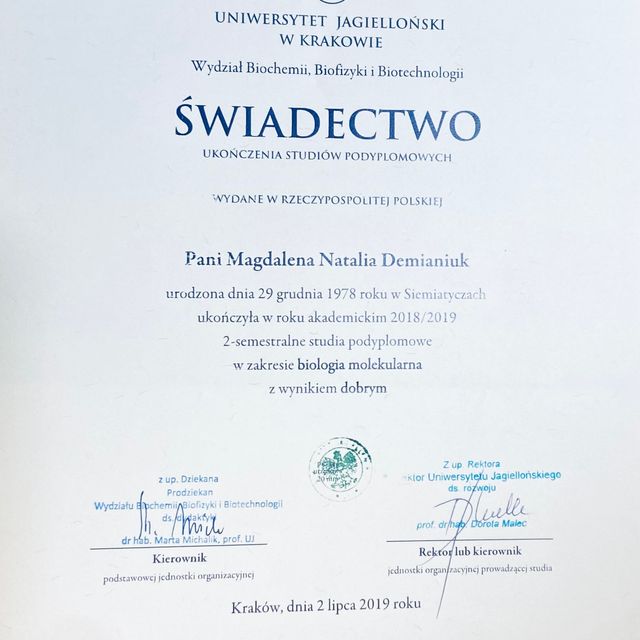 UNIWERSYTET JAGIELLOŃSKI
W KRAKOWIE
Wydział Biochemii, Biofizyki i Biotechnologii
ŚWIADECTWO
UKOŃCZENIA STUDIÓW PODYPLOMOWYCH
WYDANE W RZECZYPOSPOLITEJ POLSKIEJ
Pani Magdalena Natalia Demianiuk
urodzona dnia 29 grudnia 1978 roku w Siemiatyczach
ukończyła w roku akademickim 2018/2019
2-semestralne studia podyplomowe
w zakresie biologia molekularna
z wynikiem dobrym
z up. Dziekana
Prodziekan
Wydziału Biochemii, Biofizyki i Biotechnologii
ds. dydaktyki
dr hab. Marta Michalik, prof. UJ
Kierownik
podstawowej jednostki organizacyjnej
Z up. Rektora
Uniwersytetu Jagiellońskiego
ds. rozwoju
prof. dr hab. Dorota Malec
Rektor lub kierownik
jednostki organizacyjnej prowadzącej studia
Kraków, dnia 2 lipca 2019 roku